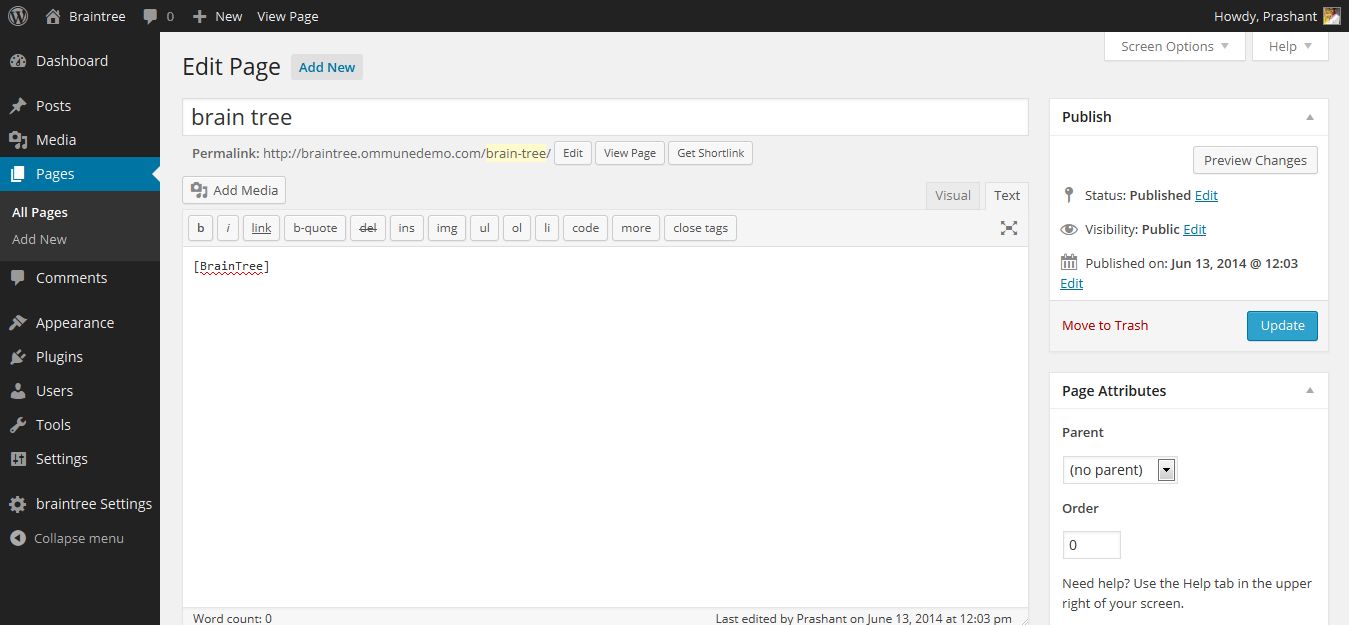 Braintree 0 New View Page Howdy, Prashant
Dashboard
Posts
Media
Pages
All Pages
Add New
Comments
Appearance
Plugins
Users
Tools
Settings
braintree Settings
Collapse menu
Screen Options Help
Edit Page Add New
brain tree
Permalink: http://braintree.ommunedemo.com/brain-tree/ Edit View Page Get Shortlink
Add Media
Visual Text
b i link b-quote del ins img ul ol li code more close tags
[BrainTree]
Word count: 0 Last edited by Prashant on June 13, 2014 at 12:03 pm
Publish
Preview Changes
Status: Published Edit
Visibility: Public Edit
Published on: Jun 13, 2014 @ 12:03
Edit
Move to Trash Update
Page Attributes
Parent
(no parent)
Order
0
Need help? Use the Help tab in the upper
right of your screen.